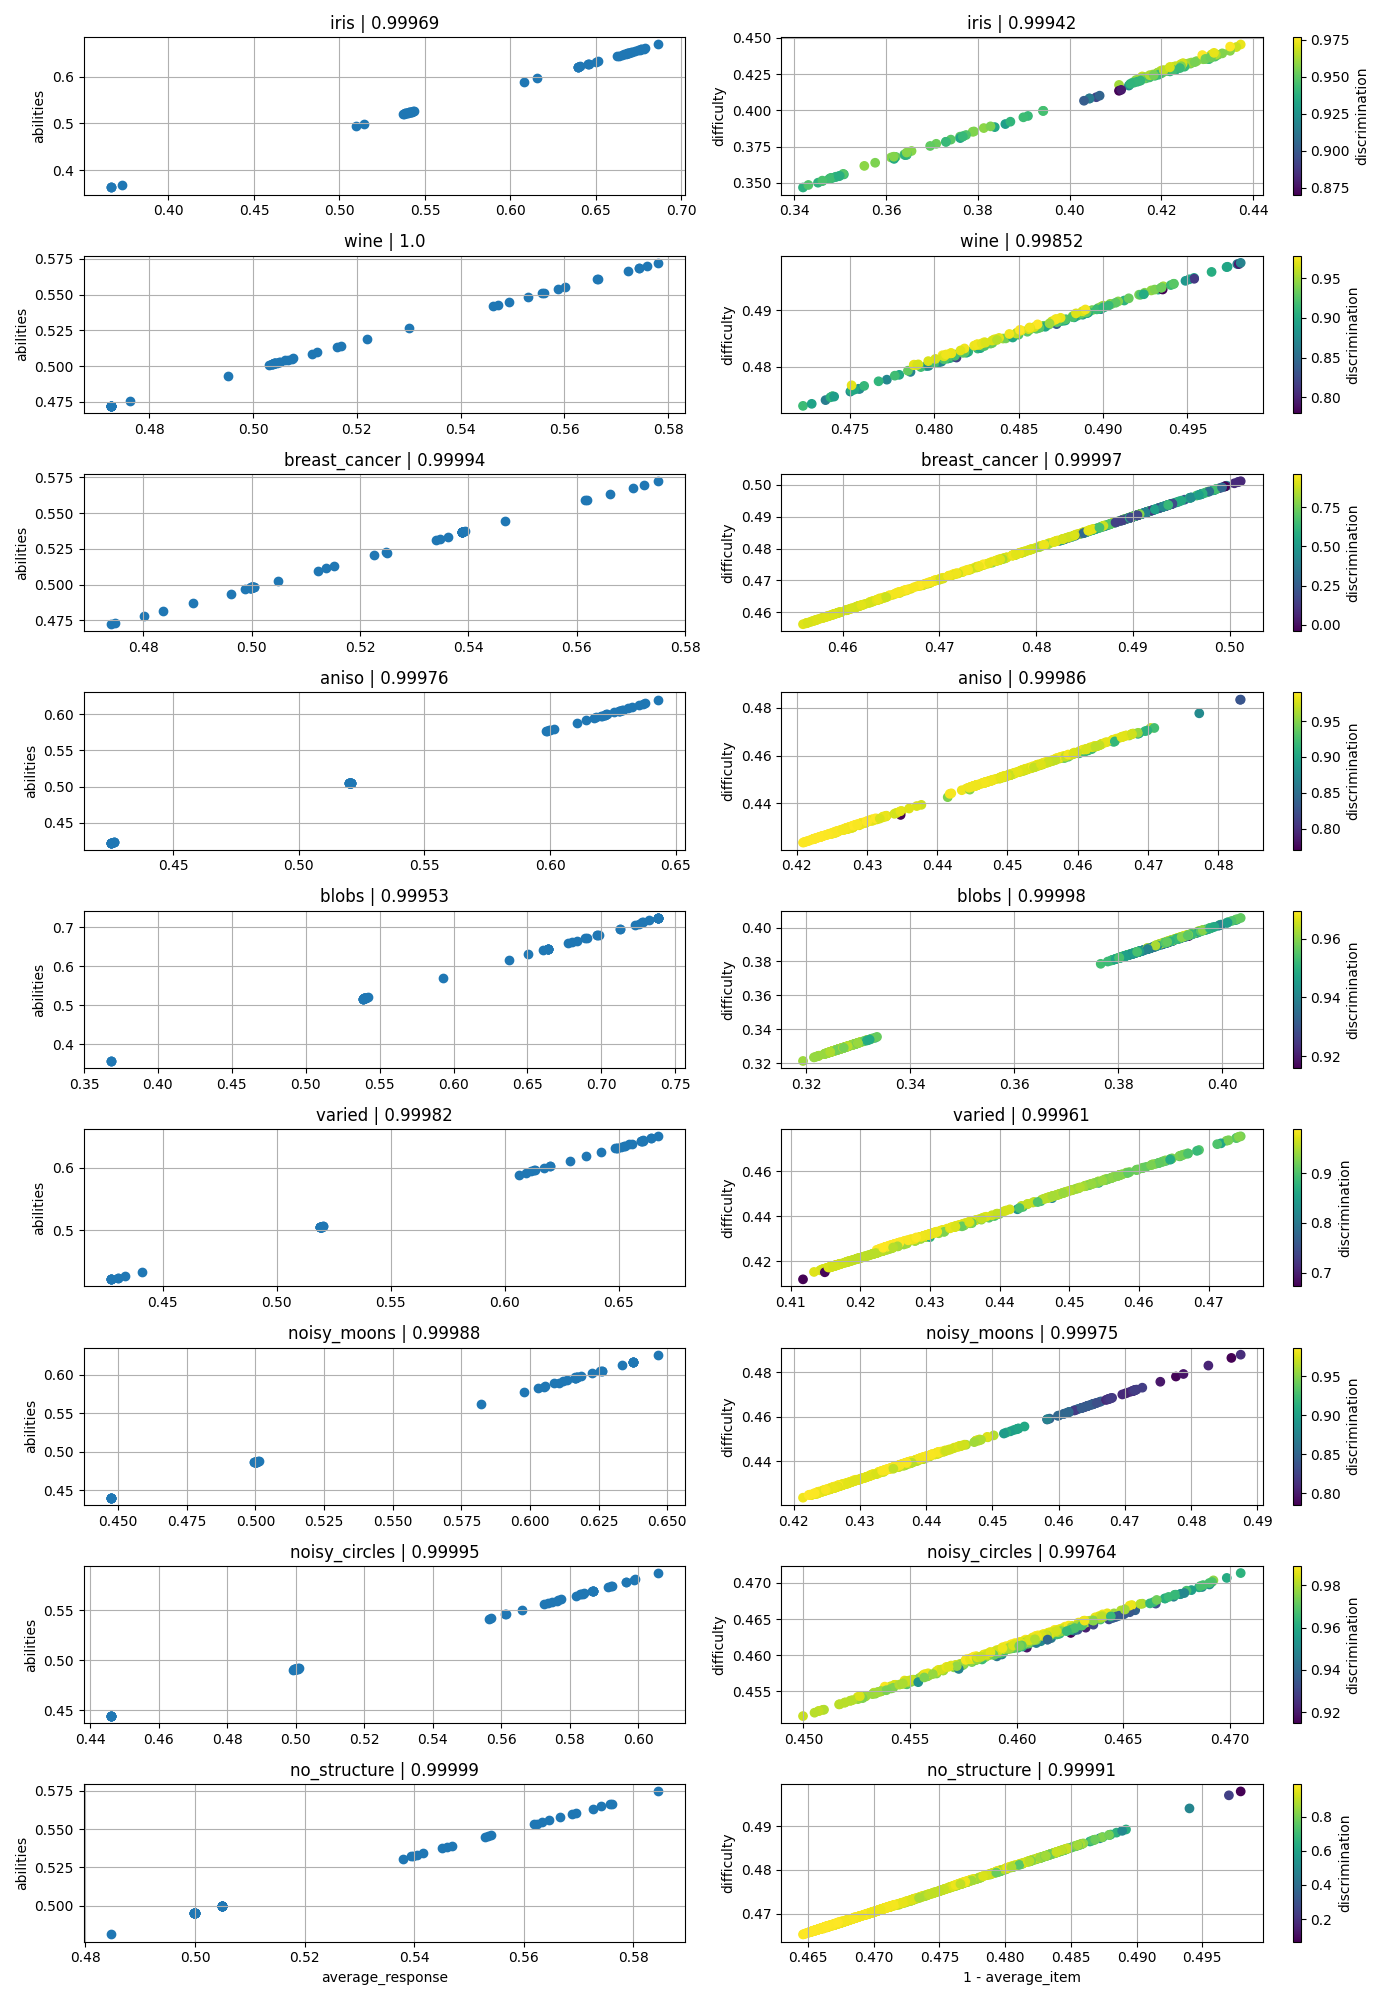 iris | 0.99969
abilities
0.6
0.5
0.4
0.40 0.45 0.50 0.55 0.60 0.65 0.70
iris | 0.99942
difficulty
0.450
0.425
0.400
0.375
0.350
0.34 0.36 0.38 0.40 0.42 0.44
0.975
0.950
0.925
0.900
0.875
discrimination
wine | 1.0
abilities
0.575
0.550
0.525
0.500
0.475
0.48 0.50 0.52 0.54 0.56 0.58
wine | 0.99852
difficulty
0.49
0.48
0.475 0.480 0.485 0.490 0.495
0.95
0.90
0.85
0.80
discrimination
breast_cancer | 0.99994
abilities
0.575
0.550
0.525
0.500
0.475
0.48 0.50 0.52 0.54 0.56 0.58
breast_cancer | 0.99997
difficulty
0.50
0.49
0.48
0.47
0.46
0.46 0.47 0.48 0.49 0.50
0.75
0.50
0.25
0.00
discrimination
aniso | 0.99976
abilities
0.60
0.55
0.50
0.45
0.45 0.50 0.55 0.60 0.65
aniso | 0.99986
difficulty
0.48
0.46
0.44
0.42 0.43 0.44 0.45 0.46 0.47 0.48
0.95
0.90
0.85
0.80
discrimination
blobs | 0.99953
abilities
0.7
0.6
0.5
0.4
0.35 0.40 0.45 0.50 0.55 0.60 0.65 0.70 0.75
blobs | 0.99998
difficulty
0.40
0.38
0.36
0.34
0.32
0.32 0.34 0.36 0.38 0.40
0.96
0.94
0.92
discrimination
varied | 0.99982
abilities
0.6
0.5
0.45 0.50 0.55 0.60 0.65
varied | 0.99961
difficulty
0.46
0.44
0.42
0.41 0.42 0.43 0.44 0.45 0.46 0.47
0.9
0.8
0.7
discrimination
noisy_moons | 0.99988
abilities
0.60
0.55
0.50
0.45
0.450 0.475 0.500 0.525 0.550 0.575 0.600 0.625 0.650
noisy_moons | 0.99975
difficulty
0.48
0.46
0.44
0.42 0.43 0.44 0.45 0.46 0.47 0.48 0.49
0.95
0.90
0.85
0.80
discrimination
noisy_circles | 0.99995
abilities
0.55
0.50
0.45
0.44 0.46 0.48 0.50 0.52 0.54 0.56 0.58 0.60
noisy_circles | 0.99764
difficulty
0.470
0.465
0.460
0.455
0.450 0.455 0.460 0.465 0.470
0.98
0.96
0.94
0.92
discrimination
no_structure | 0.99999
abilities
0.575
0.550
0.525
0.500
0.48 0.50 0.52 0.54 0.56 0.58
average_response
no_structure | 0.99991
difficulty
0.49
0.48
0.47
0.465 0.470 0.475 0.480 0.485 0.490 0.495
1 - average_item
0.8
0.6
0.4
0.2
discrimination